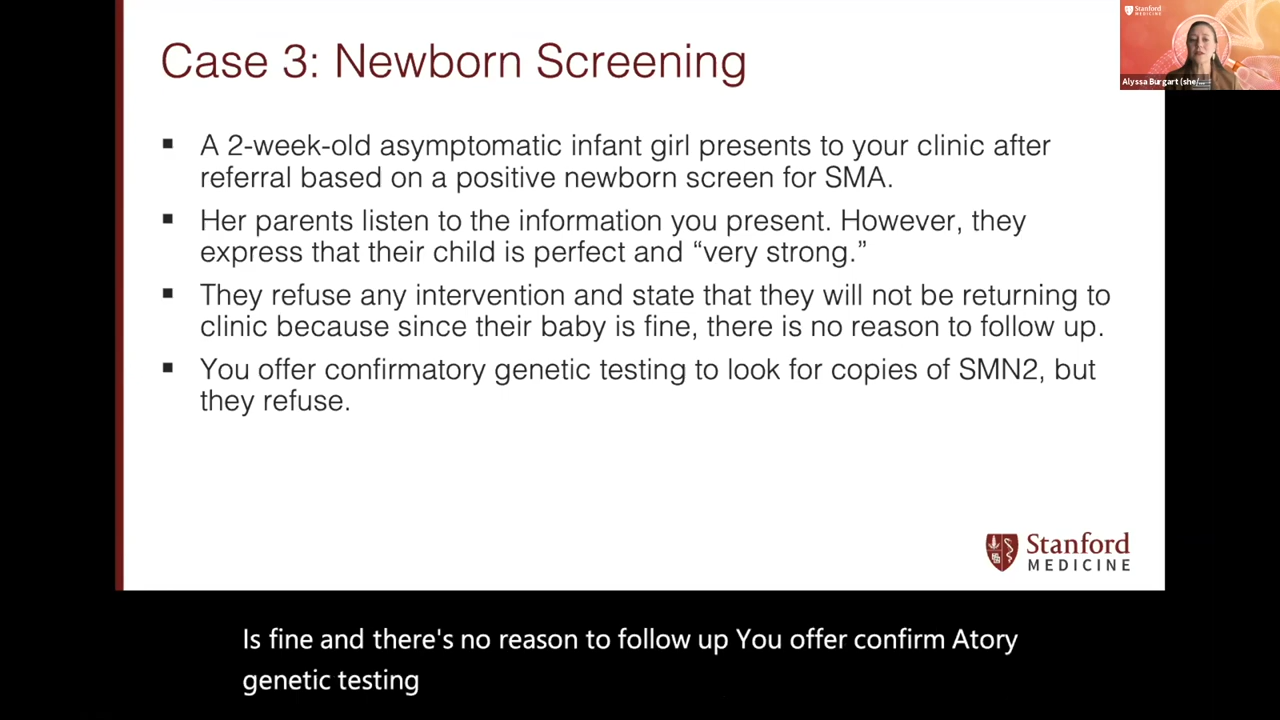 Case 3: Newborn Screening
Stanford
MEDICINE
Alyssa Burgart (she/...
▪ A 2-week-old asymptomatic infant girl presents to your clinic after
referral based on a positive newborn screen for SMA.
▪ Her parents listen to the information you present. However, they
express that their child is perfect and “very strong.”
▪ They refuse any intervention and state that they will not be returning to
clinic because since their baby is fine, there is no reason to follow up.
▪ You offer confirmatory genetic testing to look for copies of SMN2, but
they refuse.
Stanford
MEDICINE
Is fine and there's no reason to follow up You offer confirm Atory
genetic testing